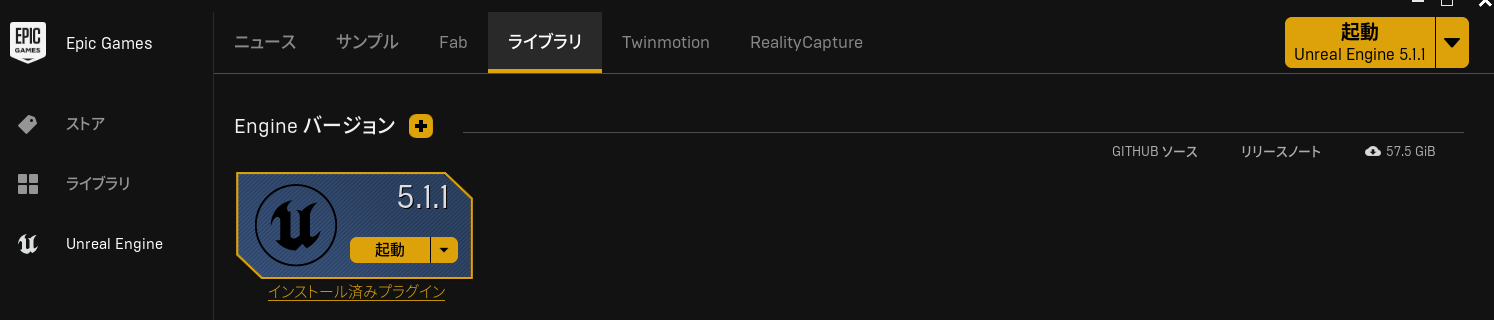 EPIC GAMES
Epic Games
ニュース サンプル Fab ライブラリ Twinmotion RealityCapture
起動
Unreal Engine 5.1.1
ストア
ライブラリ
Unreal Engine
Engine バージョン
GITHUB ソース リリースノート 57.5 GiB
5.1.1
起動
インストール済みプラグイン